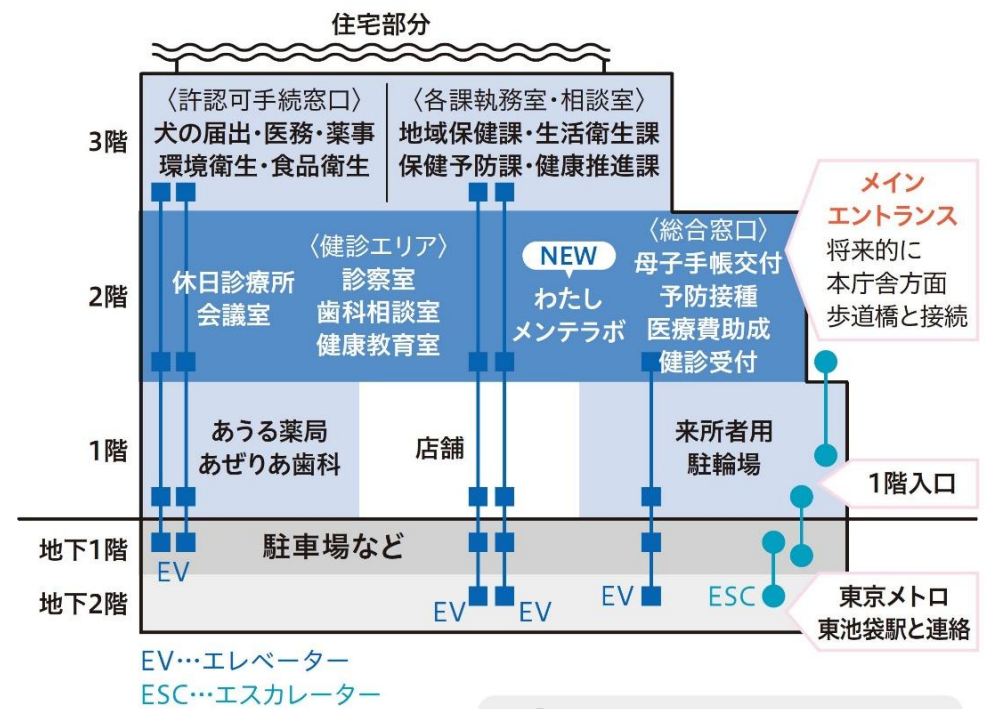 住宅部分
3階
〈許認可手続窓口〉
犬の届出・医務・薬事
環境衛生・食品衛生
〈各課執務室・相談室〉
地域保健課・生活衛生課
保健予防課・健康推進課
メイン
エントランス
将来的に
本庁舎方面
歩道橋と接続
2階
休日診療所
会議室
〈健診エリア〉
診察室
歯科相談室
健康教育室
NEW
わたし
メンテラボ
〈総合窓口〉
母子手帳交付
予防接種
医療費助成
健診受付
1階
あうる薬局
あぜりあ歯科
店舗
来所者用
駐輪場
1階入口
地下1階
駐車場など
EV
地下2階
EV
EV
EV
ESC
東京メトロ
東池袋駅と連絡
EV…エレベーター
ESC…エスカレーター